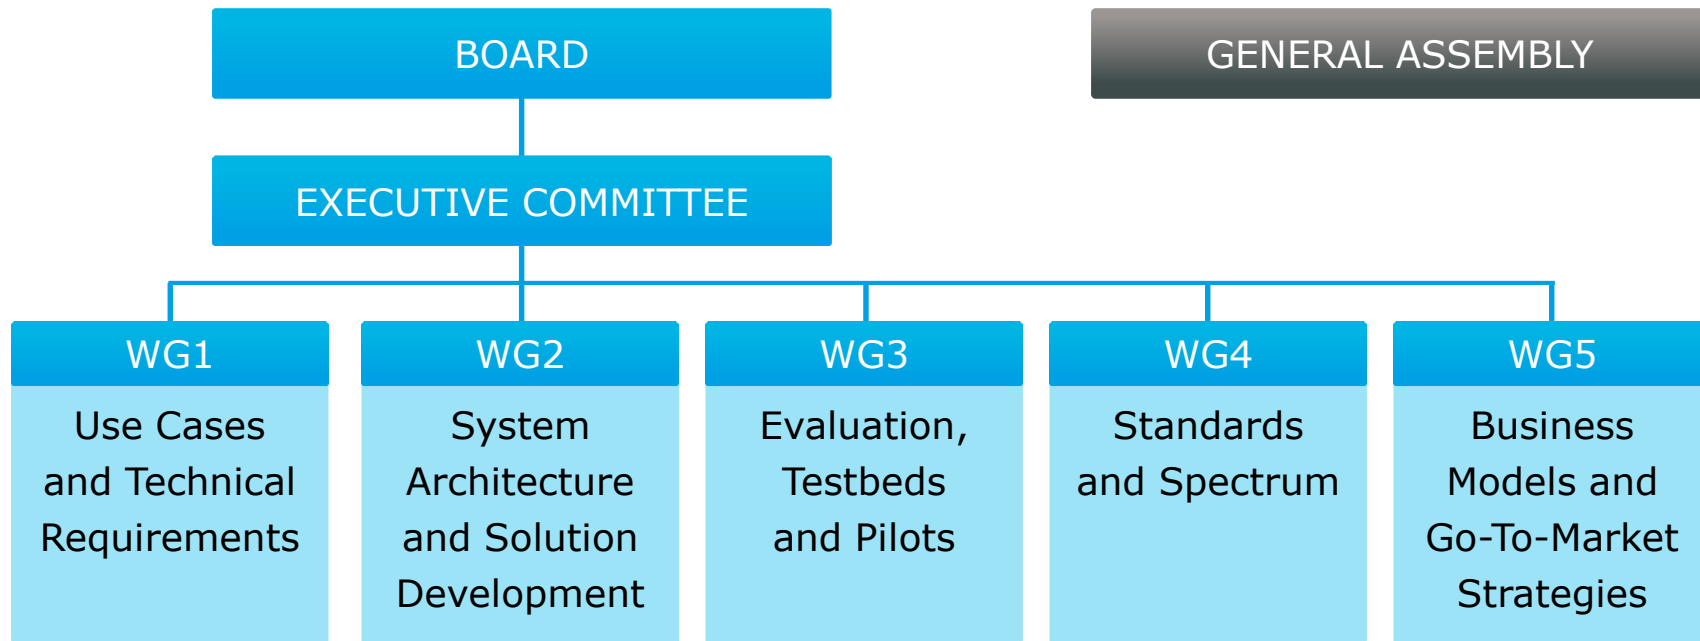 BOARD
GENERAL ASSEMBLY
EXECUTIVE COMMITTEE
WG1
Use Cases
and Technical
Requirements
WG2
System
Architecture
and Solution
Development
WG3
Evaluation,
Testbeds
and Pilots
WG4
Standards
and Spectrum
WG5
Business
Models and
Go-To-Market
Strategies